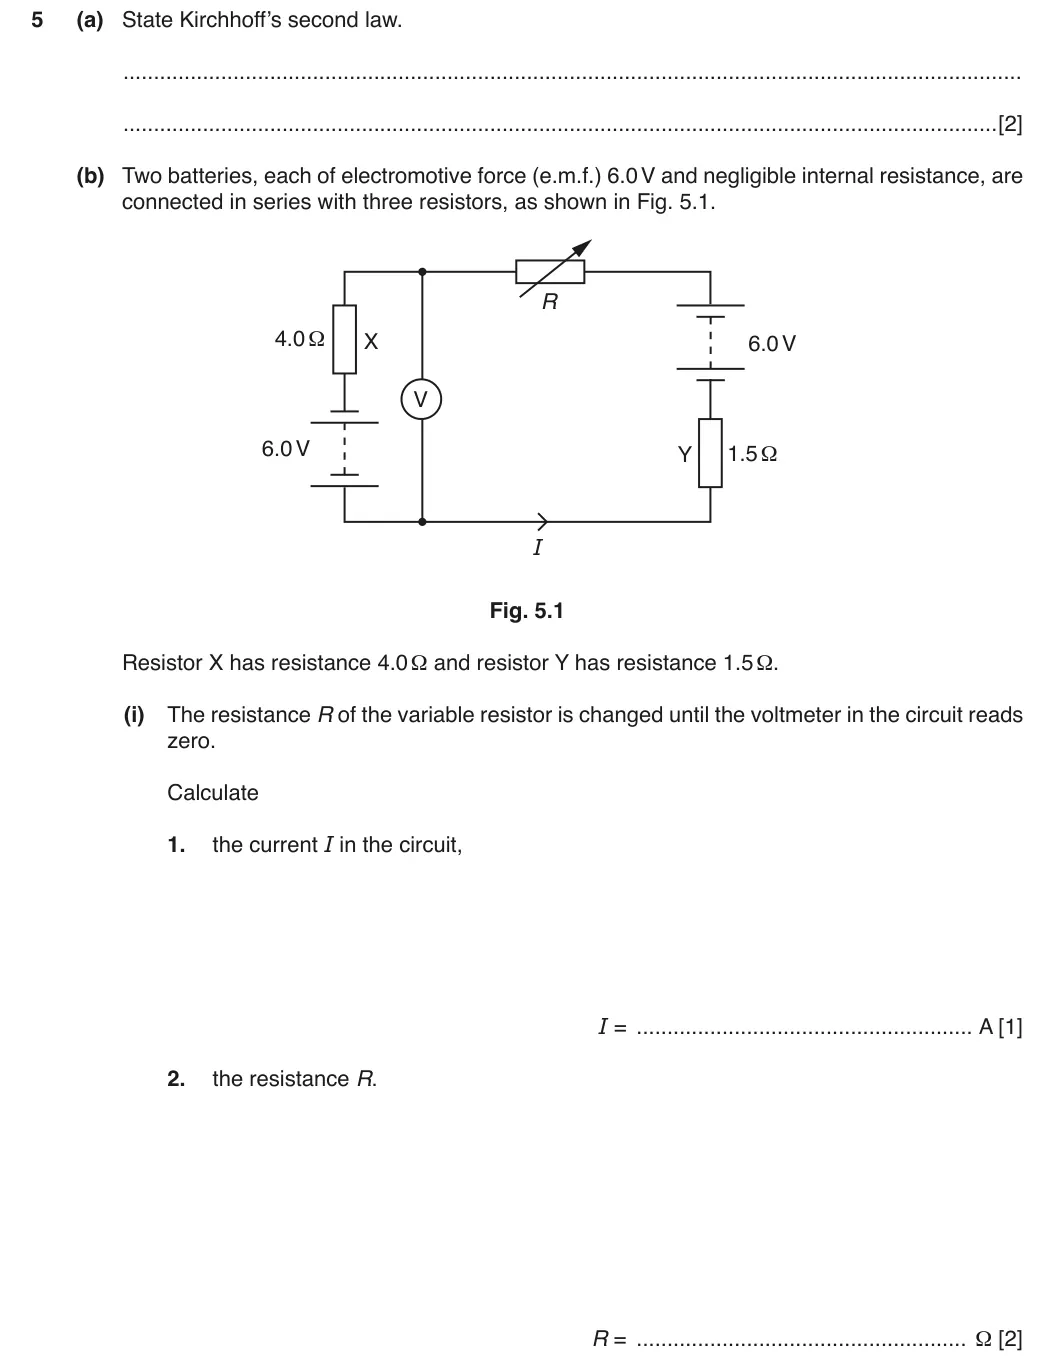 5 (a) State Kirchhoff’s second law.
....................................................................................................................................................
................................................................................................................................................[2]
(b) Two batteries, each of electromotive force (e.m.f.) 6.0 V and negligible internal resistance, are
connected in series with three resistors, as shown in Fig. 5.1.
R
4.0 Ω X
6.0 V
V
6.0 V
Y 1.5 Ω
I
Fig. 5.1
Resistor X has resistance 4.0 Ω and resistor Y has resistance 1.5 Ω.
(i) The resistance R of the variable resistor is changed until the voltmeter in the circuit reads
zero.
Calculate
1. the current I in the circuit,
I = ....................................................... A [1]
2. the resistance R.
R = ...................................................... Ω [2]